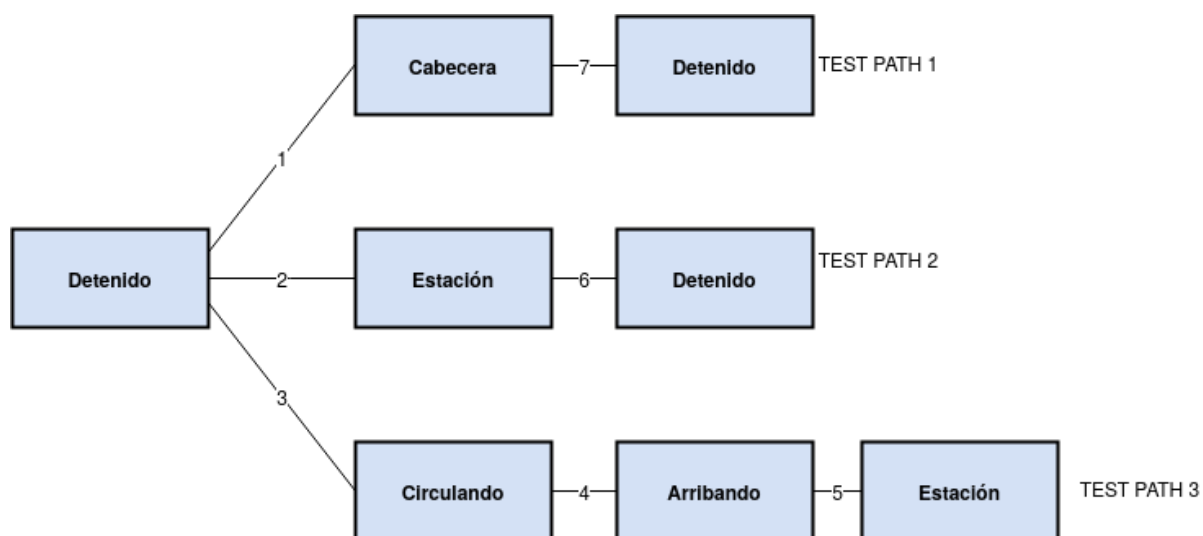 Cabecera
7
Detenido
TEST PATH 1
1
Detenido
2
Estación
6
Detenido
TEST PATH 2
3
Circulando
4
Arribando
5
Estación
TEST PATH 3